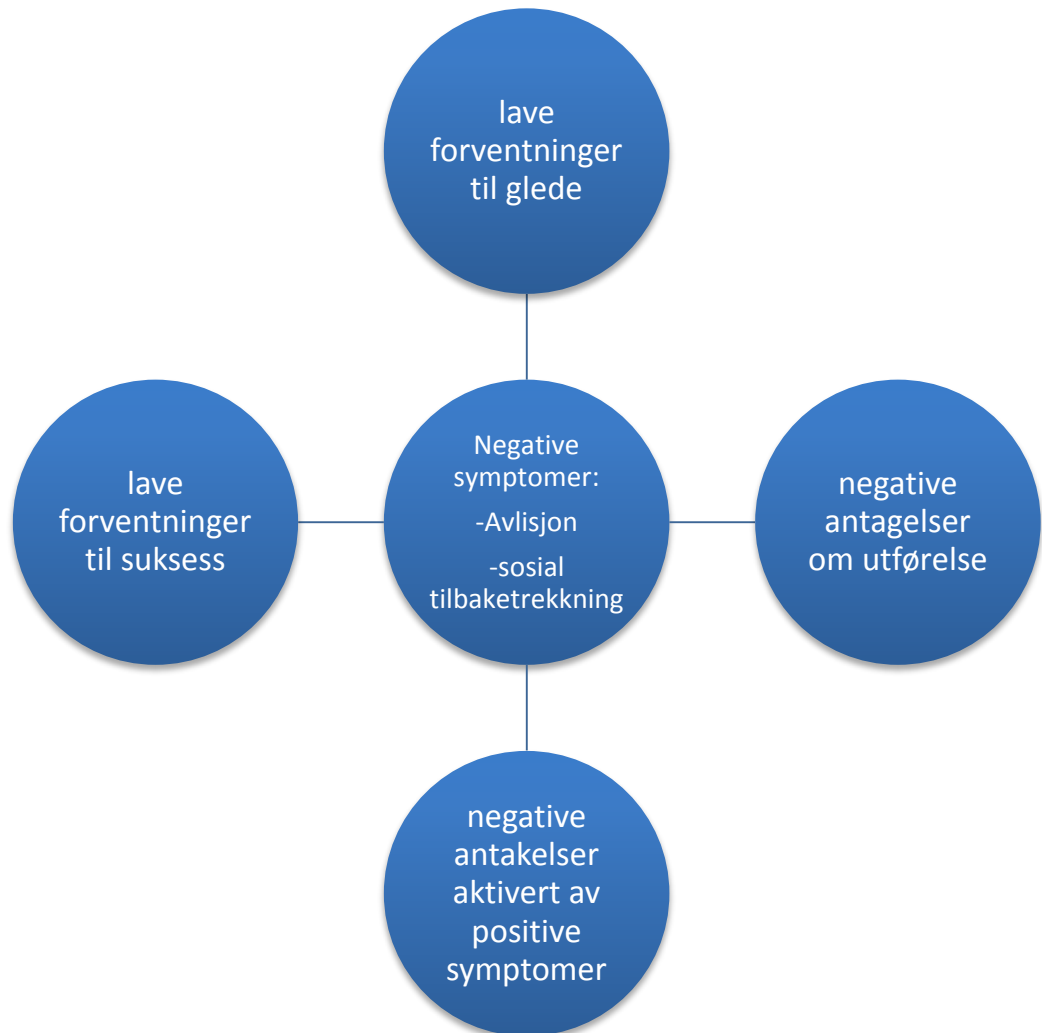 lave
forventninger
til glede
lave
forventninger
til suksess
Negative
symptomer:
-Avlisjon
-sosial
tilbaketrekkning
negative
antagelser
om utførelse
negative
antakelser
aktivert av
positive
symptomer